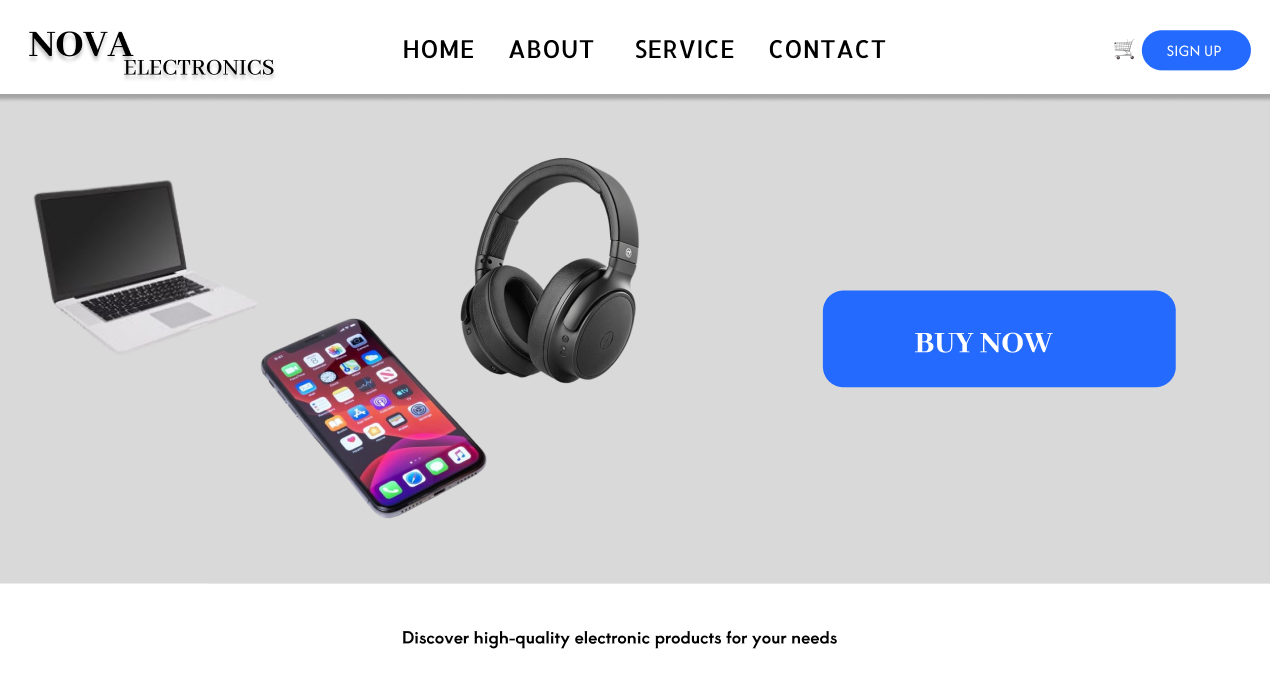 NOVA
ELECTRONICS
HOME ABOUT SERVICE CONTACT
SIGN UP
BUY NOW
Discover high-quality electronic products for your needs